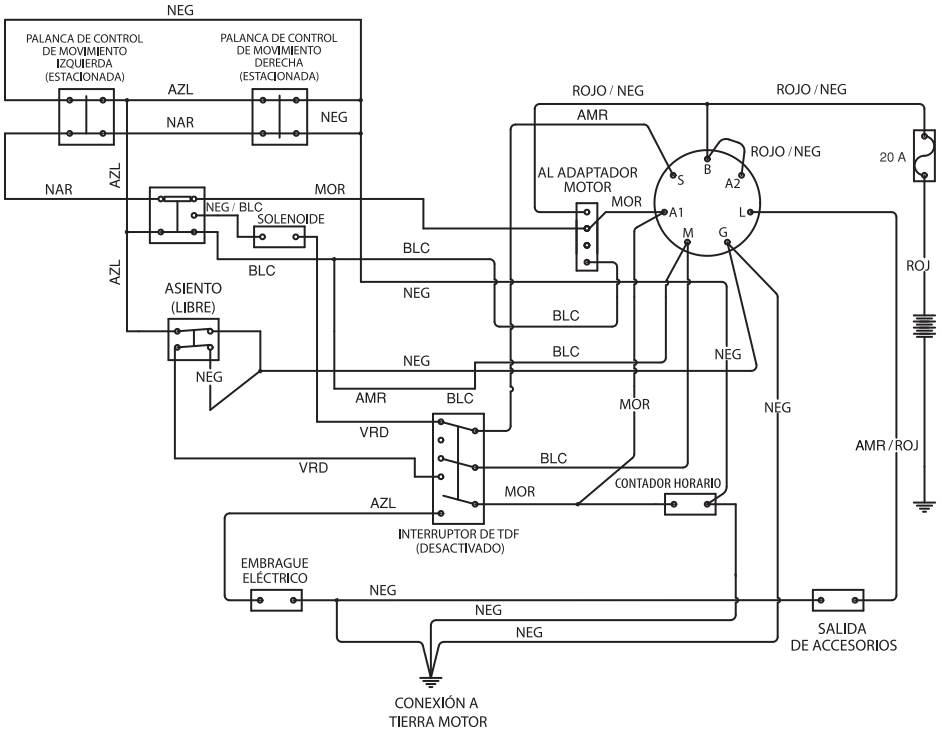 NEG
PALANCA DE CONTROL
DE MOVIMIENTO
IZQUIERDA
(ESTACIONADA)
PALANCA DE CONTROL
DE MOVIMIENTO
DERECHA
(ESTACIONADA)
AZL
NAR
NEG
ROJO / NEG
ROJO / NEG
AMR
B
ROJO / NEG
20 A
AZL
NAR
MOR
NEG / BLC
SOLENOIDE
AL ADAPTADOR
MOTOR
MOR
S
A2
A1
L
M
G
BLC
BLC
NEG
AZL
ROJ
ASIENTO
(LIBRE)
BLC
BLC
NEG
NEG
NEG
AMR
BLC
MOR
NEG
VRD
VRD
BLC
AMR / ROJ
AZL
MOR
CONTADOR HORARIO
INTERRUPTOR DE TDF
(DESACTIVADO)
EMBRAGUE
ELÉCTRICO
NEG
NEG
NEG
SALIDA
DE ACCESORIOS
CONEXIÓN A
TIERRA MOTOR